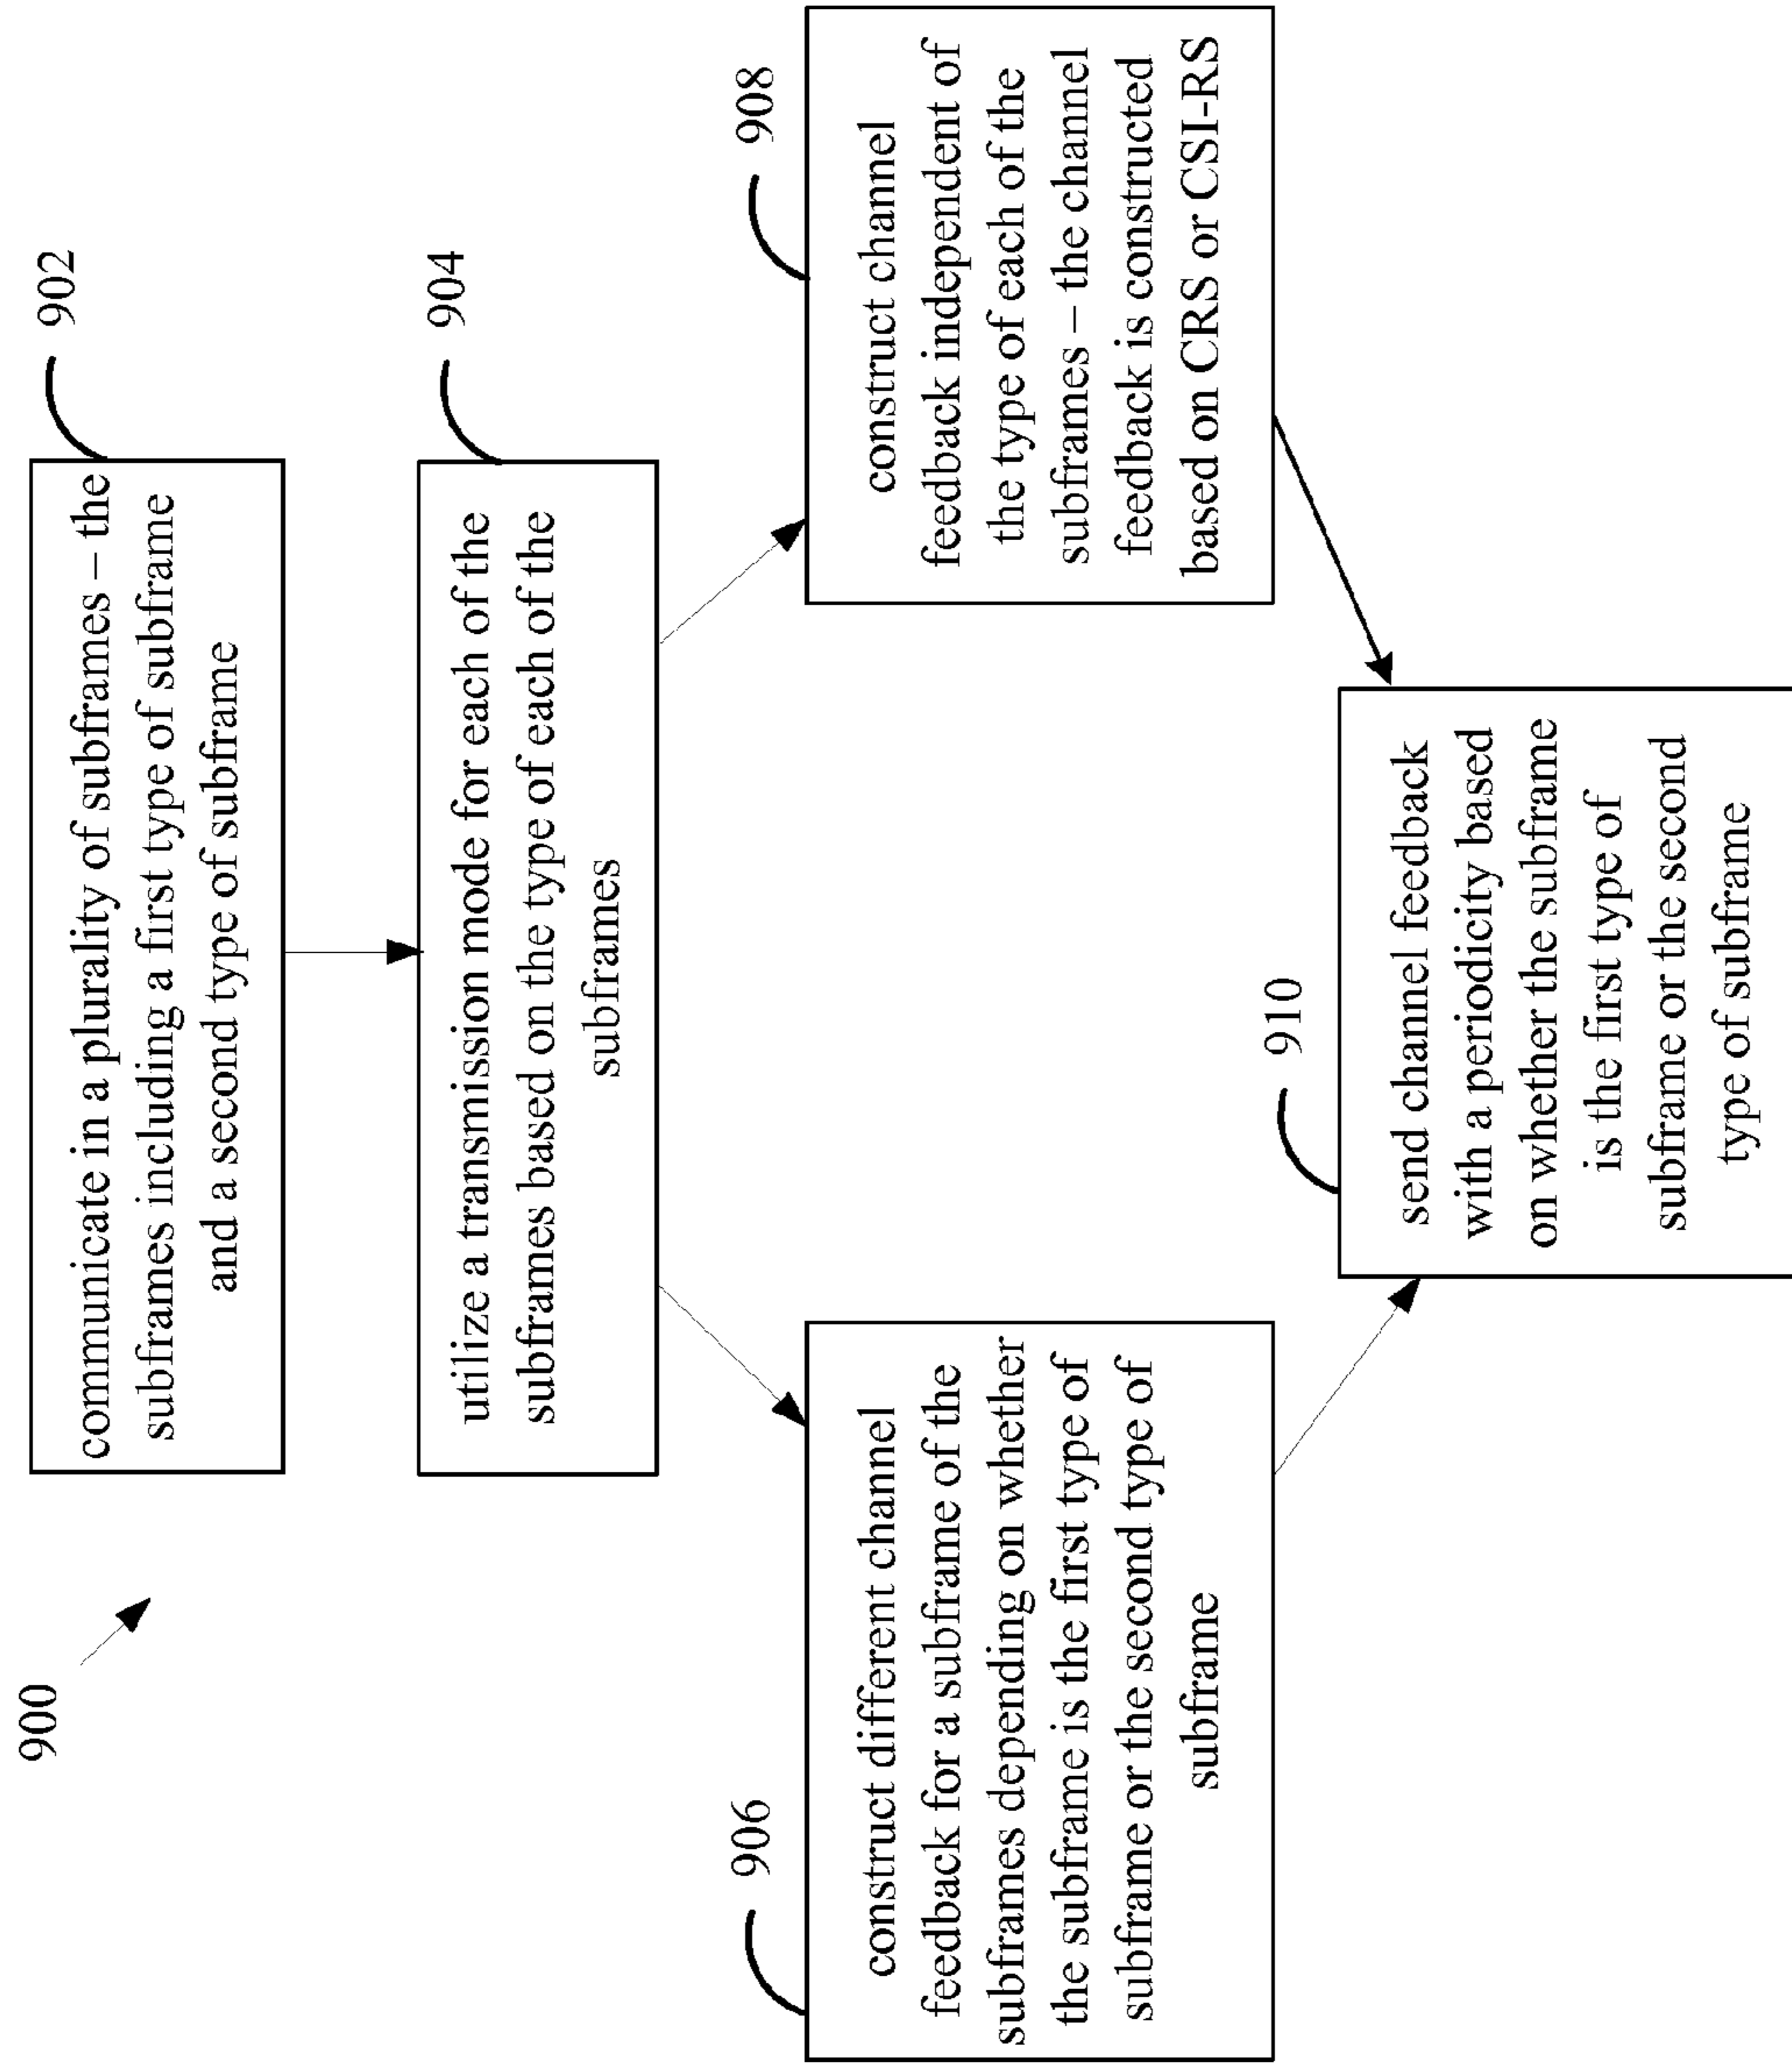 900
902
communicate in a plurality of subframes – the
subframes including a first type of subframe
and a second type of subframe
904
utilize a transmission mode for each of the
subframes based on the type of each of the
subframes
906
construct different channel
feedback for a subframe of the
subframes depending on whether
the subframe is the first type of
subframe or the second type of
subframe
908
construct channel
feedback independent of
the type of each of the
subframes – the channel
feedback is constructed
based on CRS or CSI-RS
910
send channel feedback
with a periodicity based
on whether the subframe
is the first type of
subframe or the second
type of subframe